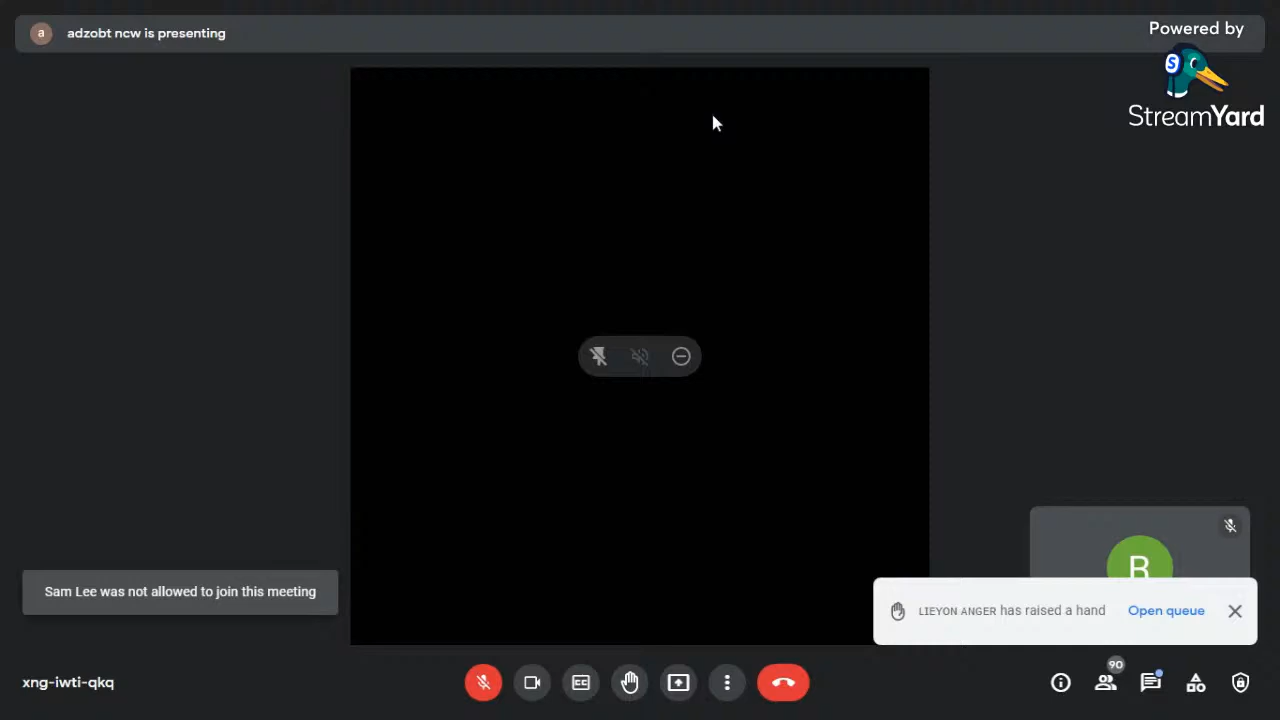 a adzobt ncw is presenting
Powered by
S
StreamYard
Sam Lee was not allowed to join this meeting
R
LIEYON ANGER has raised a hand Open queue
xng-iwti-qkq
CC
90